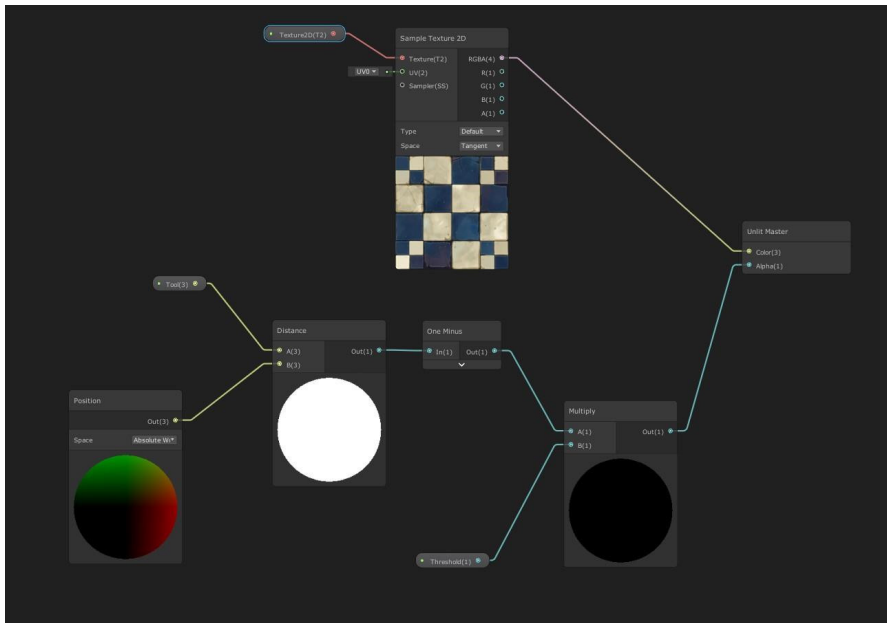 Texture2D(T2)
Sample Texture 2D
Texture(T2)
RGBA(4)
UV0
UV(2)
R(1)
Sampler(SS)
G(1)
B(1)
A(1)
Type
Default
Space
Tangent
Unlit Master
Color(3)
Alpha(1)
Tool(3)
Distance
A(3)
Out(1)
B(3)
One Minus
In(1)
Out(1)
Position
Out(3)
Space
Absolute Wo
Multiply
A(1)
Out(1)
B(1)
Threshold(1)